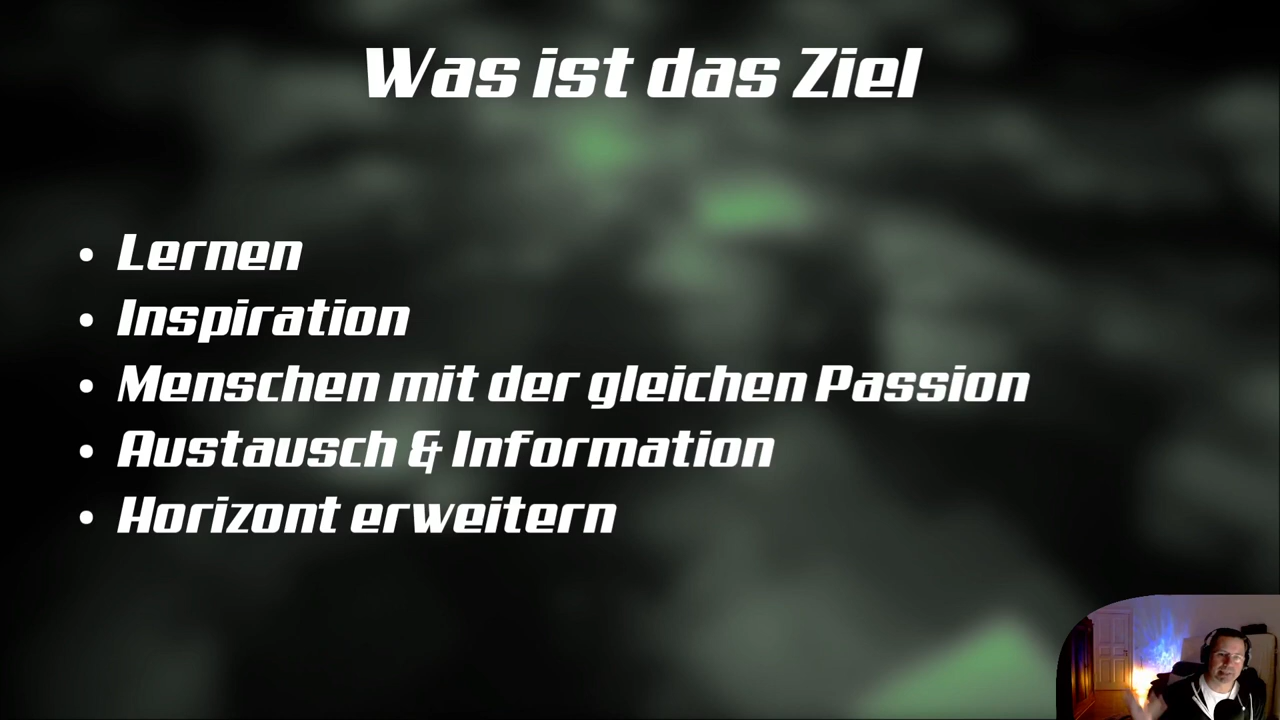 Was ist das Ziel
• Lernen
• Inspiration
• Menschen mit der gleichen Passion
• Austausch & Information
• Horizont erweitern